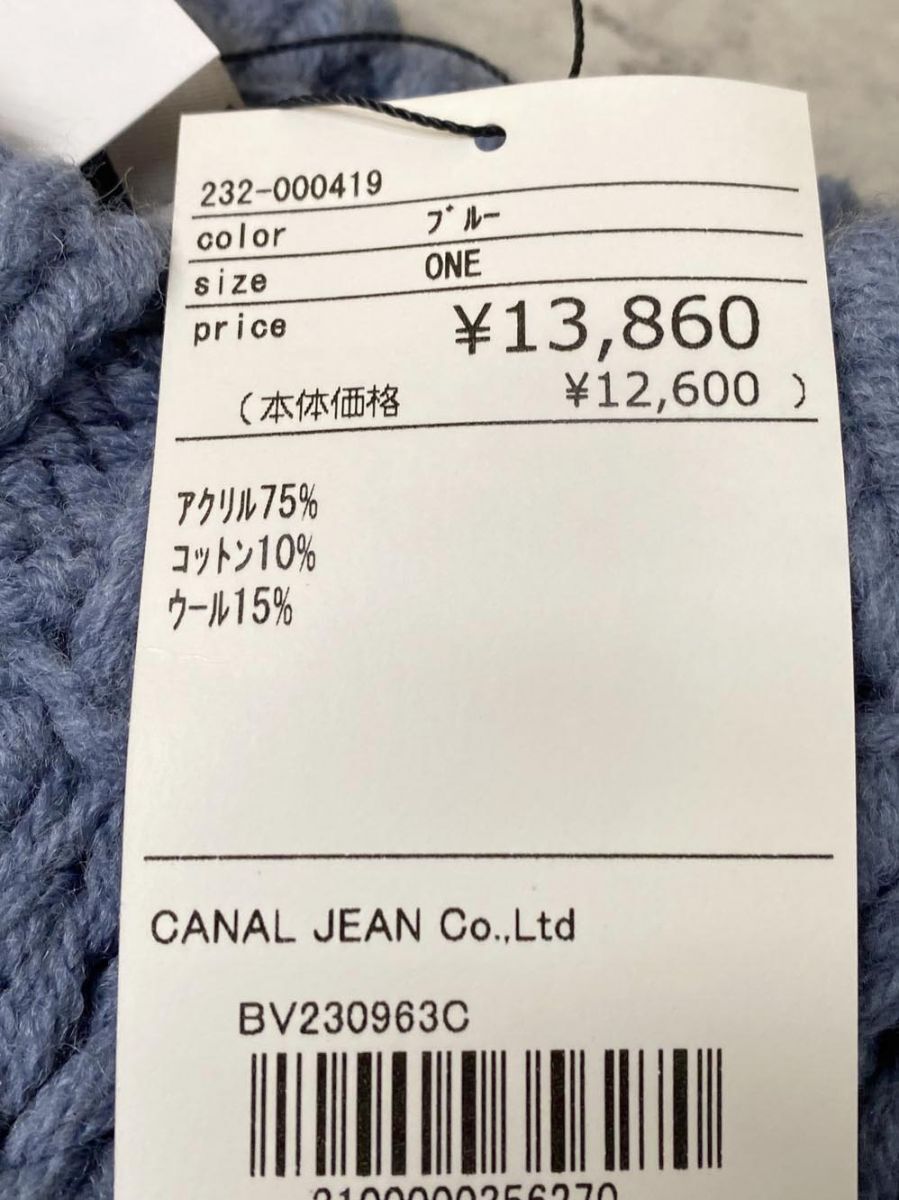 232-000419
color ﾌﾞﾙｰ
size ONE
price ¥13,860
(本体価格 ¥12,600 )
ｱｸﾘﾙ75%
ｺｯﾄﾝ10%
ｳｰﾙ15%
CANAL JEAN Co.,Ltd
BV230963C